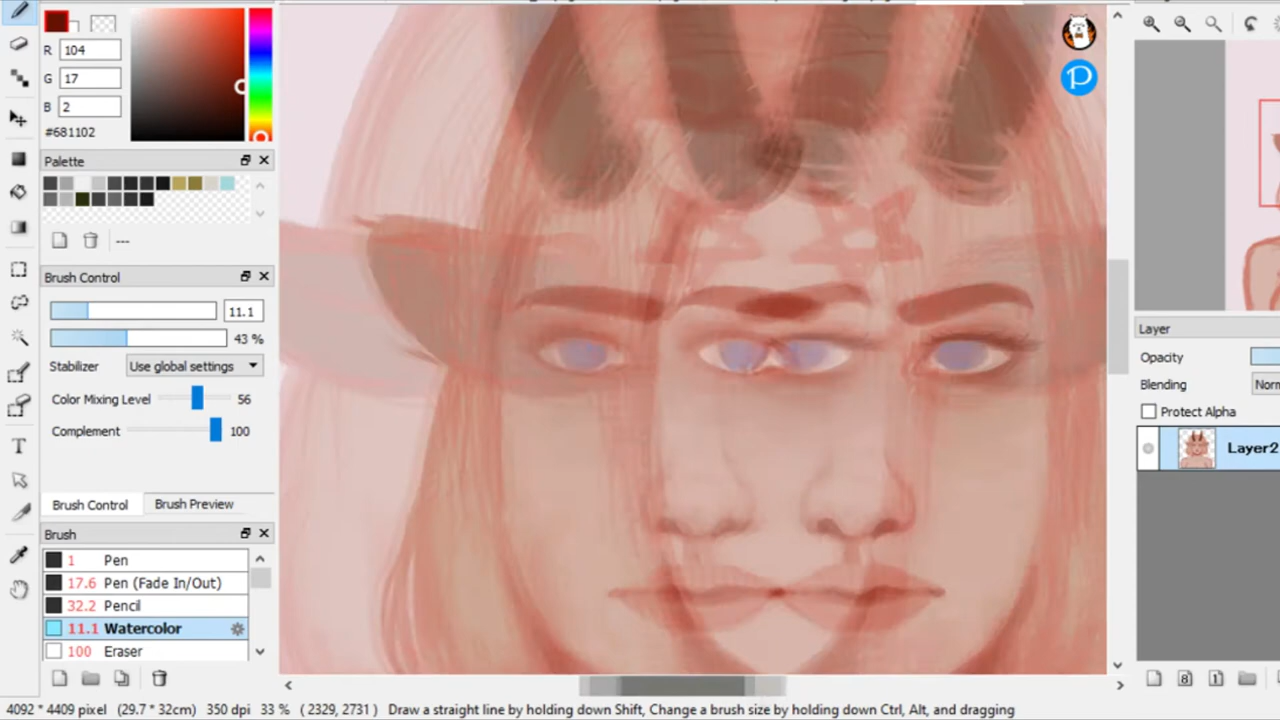 R 104
G 17
B 2
#681102
Palette
---
Brush Control
11.1
43 %
Stabilizer Use global settings
Color Mixing Level 56
Complement 100
Brush Control Brush Preview
Brush
1 Pen
17.6 Pen (Fade In/Out)
32.2 Pencil
11.1 Watercolor
100 Eraser
T
P
Layer
Opacity
Blending Norm
Protect Alpha
Layer2
8 1
4092 * 4409 pixel (29.7 * 32cm) 350 dpi 33 % ( 2329, 2731 ) Draw a straight line by holding down Shift, Change a brush size by holding down Ctrl, Alt, and dragging